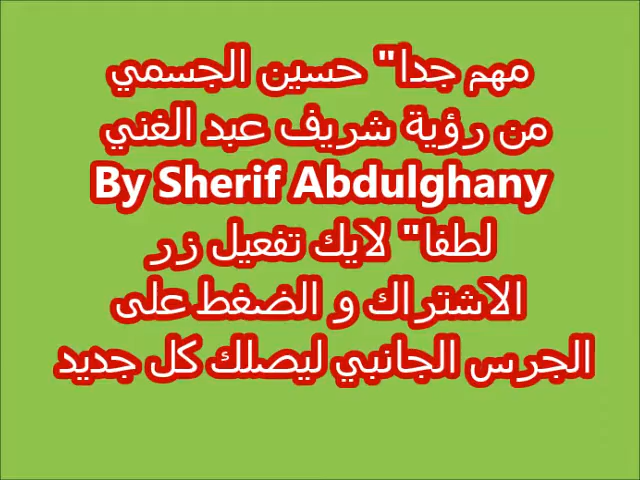 مهم جدا" حسين الجسمي
من رؤية شريف عبد الغني
By Sherif Abdulghany
لطفا" لايك تفعيل زر
الاشتراك و الضغط على
الجرس الجانبي ليصلك كل جديد